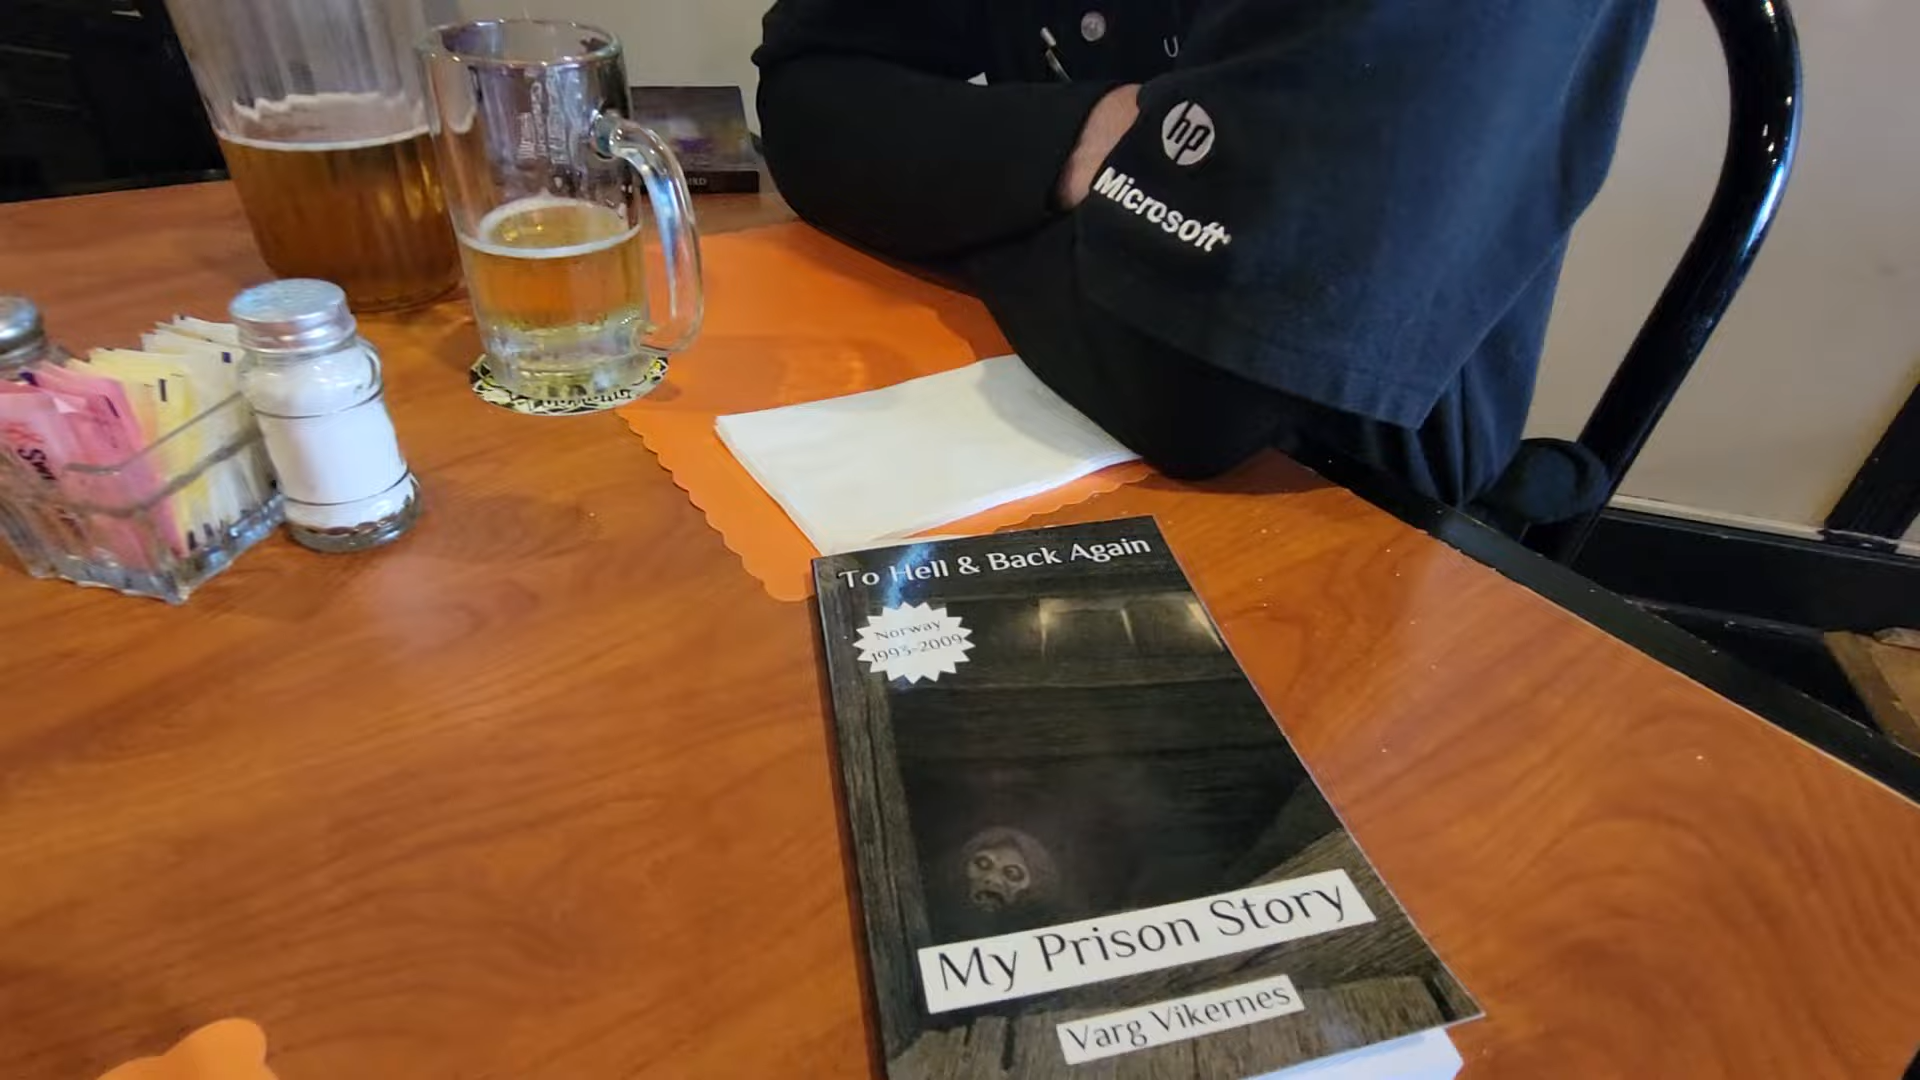 hp
Microsoft
To Hell & Back Again
Norway
1993-2009
My Prison Story
Varg Vikernes